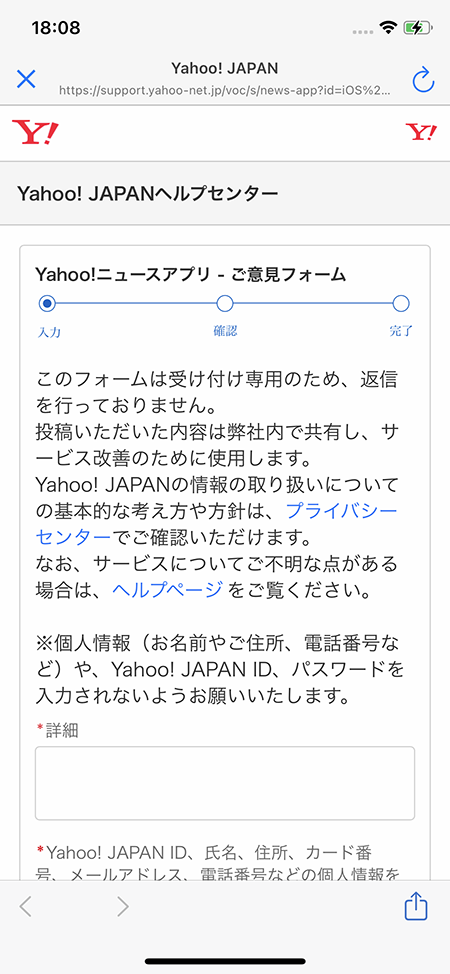 18:08
Yahoo! JAPAN
https://support.yahoo-net.jp/voc/s/news-app?id=iOS%2...
Y!
Y!
Yahoo! JAPANヘルプセンター
Yahoo!ニュースアプリ - ご意見フォーム
入力 確認 完了
このフォームは受け付け専用のため、返信
を行っておりません。
投稿いただいた内容は弊社内で共有し、サ
ービス改善のために使用します。
Yahoo! JAPANの情報の取り扱いについて
の基本的な考え方や方針は、プライバシー
センターでご確認いただけます。
なお、サービスについてご不明な点がある
場合は、ヘルプページ をご覧ください。
※個人情報（お名前やご住所、電話番号な
ど）や、Yahoo! JAPAN ID、パスワードを
入力されないようお願いいたします。
*詳細
*Yahoo! JAPAN ID、氏名、住所、カード番
号、メールアドレス、電話番号などの個人情報を